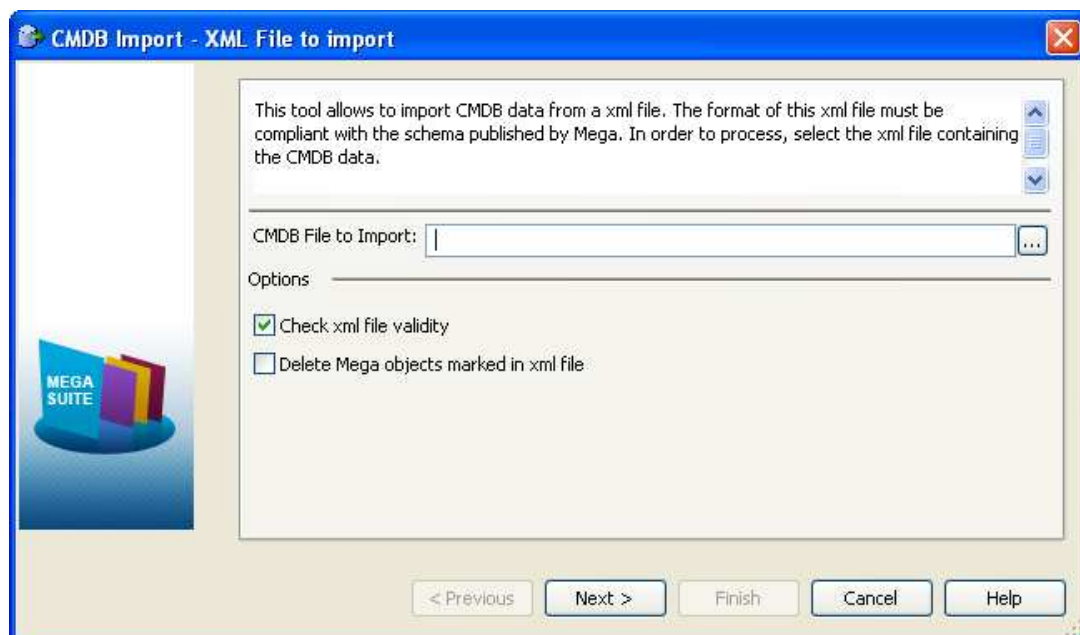 CMDB Import - XML File to import
This tool allows to import CMDB data from a xml file. The format of this xml file must be
compliant with the schema published by Mega. In order to process, select the xml file containing
the CMDB data.
CMDB File to Import:
...
Options
Check xml file validity
Delete Mega objects marked in xml file
MEGA
SUITE
< Previous
Next >
Finish
Cancel
Help